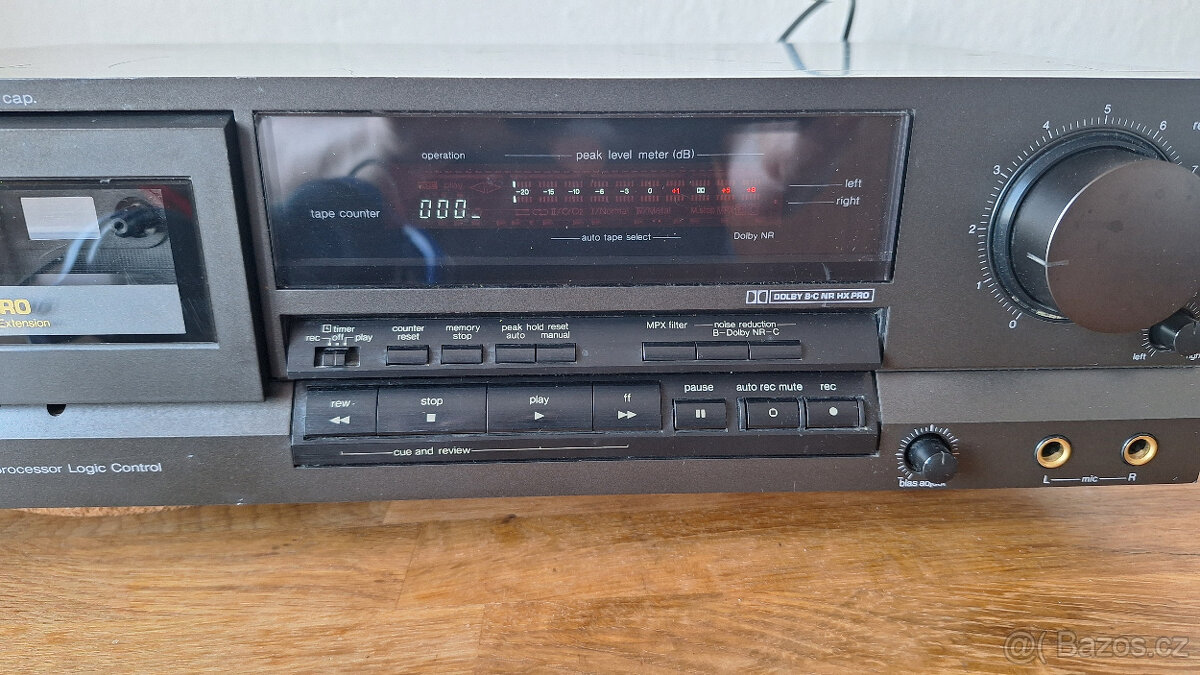 cap.
operation
peak level meter (dB)
play
-20 -15 -10 -6 -3 0 +1 +5 +8
left
right
tape counter
000
I/Normal
auto tape select
Dolby NR
DOLBY B·C NR HX PRO
RO
Extension
timer
rec off play
counter
reset
memory
stop
peak hold reset
auto manual
MPX filter
noise reduction
B-Dolby NR-C
rew
stop
play
ff
pause
auto rec mute
rec
cue and review
rocessor Logic Control
0 1 2 3 4 5 6 7
re
left
bias adjust
L mic R
Bazos.cz